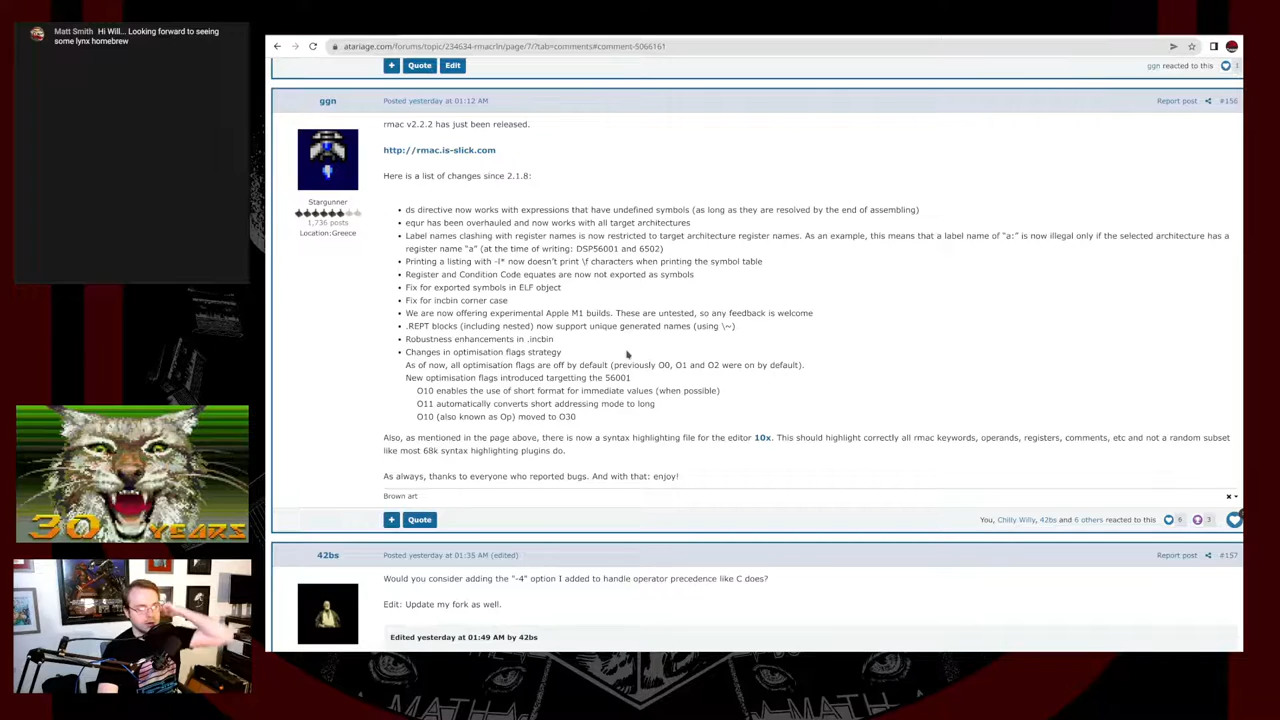 Matt Smith Hi Will... Looking forward to seeing
some lynx homebrew
atariage.com/forums/topic/234634-rmacrln/page/7/?tab=comments#comment-5066161
+ Quote Edit
ggn reacted to this 1
ggn
Posted yesterday at 01:12 AM
Report post #156
rmac v2.2.2 has just been released.
http://rmac.is-slick.com
Here is a list of changes since 2.1.8:
Stargunner
1,736 posts
Location:Greece
• ds directive now works with expressions that have undefined symbols (as long as they are resolved by the end of assembling)
• equr has been overhauled and now works with all target architectures
• Label names clashing with register names is now restricted to target architecture register names. As an example, this means that a label name of "a:" is now illegal only if the selected architecture has a
register name "a" (at the time of writing: DSP56001 and 6502)
• Printing a listing with -l* now doesn't print \f characters when printing the symbol table
• Register and Condition Code equates are now not exported as symbols
• Fix for exported symbols in ELF object
• Fix for incbin corner case
• We are now offering experimental Apple M1 builds. These are untested, so any feedback is welcome
• .REPT blocks (including nested) now support unique generated names (using \~)
• Robustness enhancements in .incbin
• Changes in optimisation flags strategy
As of now, all optimisation flags are off by default (previously O0, O1 and O2 were on by default).
New optimisation flags introduced targetting the 56001
O10 enables the use of short format for immediate values (when possible)
O11 automatically converts short addressing mode to long
O10 (also known as Op) moved to O30
Also, as mentioned in the page above, there is now a syntax highlighting file for the editor 10x. This should highlight correctly all rmac keywords, operands, registers, comments, etc and not a random subset
like most 68k syntax highlighting plugins do.
As always, thanks to everyone who reported bugs. And with that: enjoy!
Brown art
+ Quote
You, Chilly Willy, 42bs and 6 others reacted to this 6 3
42bs
Posted yesterday at 01:35 AM (edited)
Report post #157
Would you consider adding the "-4" option I added to handle operator precedence like C does?
Edit: Update my fork as well.
Edited yesterday at 01:49 AM by 42bs
30 YEARS